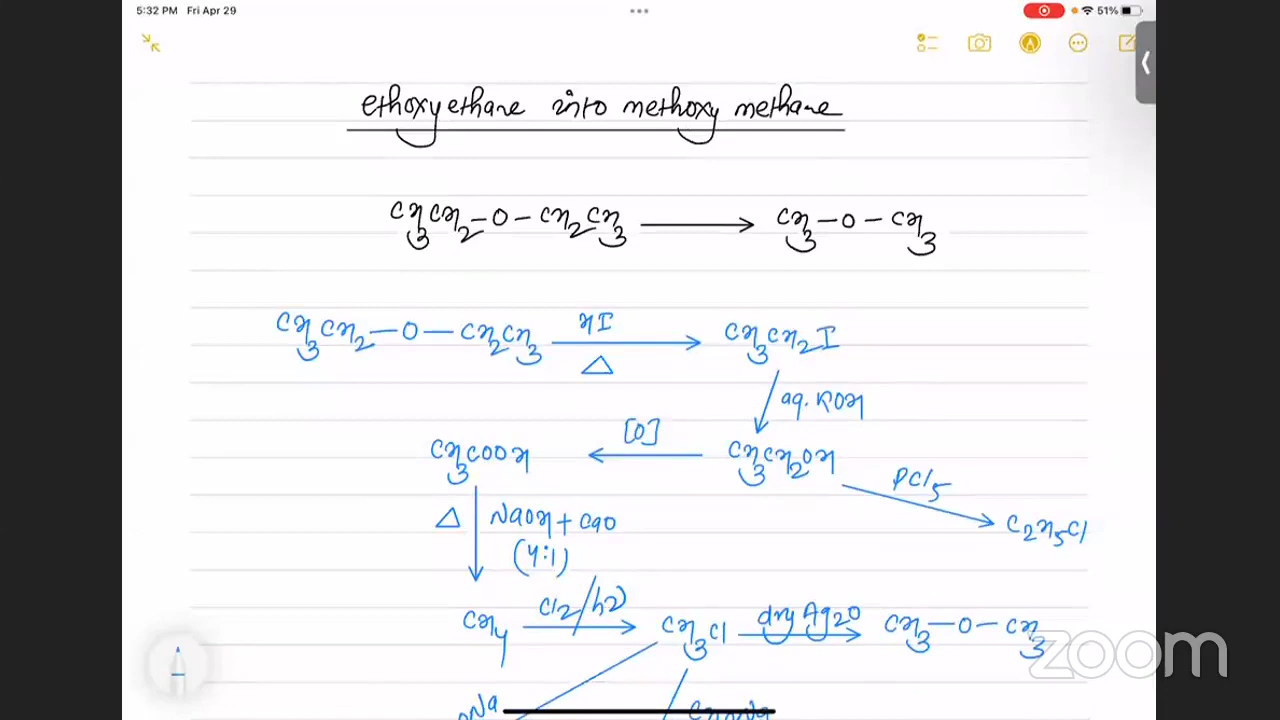 5:32 PM Fri Apr 29
51%
ethoxyethane into methoxy methane
CH3CH2-O-CH2CH3 → CH3-O-CH3
CH3CH2-O-CH2CH3 HI △ → CH3CH2I
aq. KOH
CH3COOH ← [O] CH3CH2OH
PCl5
C2H5Cl
△ NaOH + CaO
(4:1)
CH4 Cl2/hν → CH3Cl dry Ag2O → CH3-O-CH3
zoom
Na